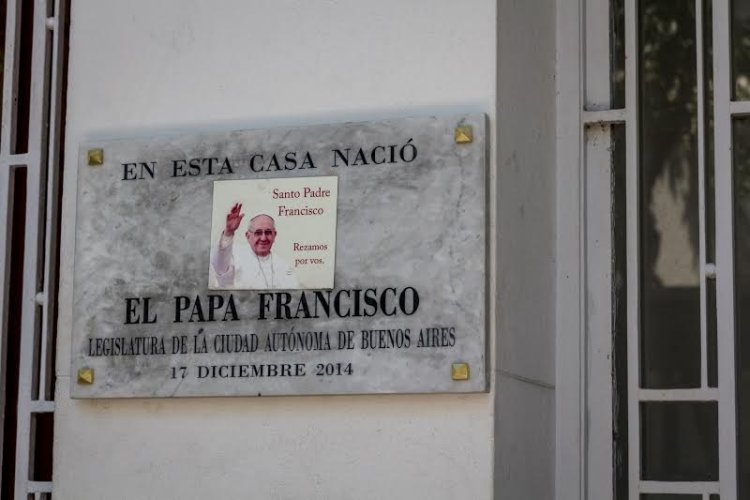 EN ESTA CASA NACIÓ
Santo Padre
Francisco
Rezamos
por vos.
EL PAPA FRANCISCO
LEGISLATURA DE LA CIUDAD AUTÓNOMA DE BUENOS AIRES
17 DICIEMBRE 2014